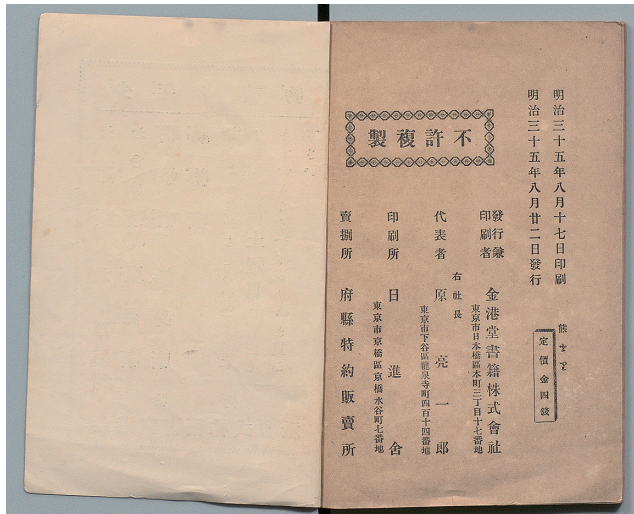 明治三十五年八月十七日印刷
明治三十五年八月廿二日發行
定價金四錢
不許複製
發行兼
印刷者
金港堂書籍株式會社
東京市日本橋區本町三丁目十七番地
代表者
右社長
原亮一郎
東京市下谷區龍泉寺町四百十四番地
印刷所
日進舍
東京市京橋區京橋水谷町七番地
賣捌所
府縣特約販賣所